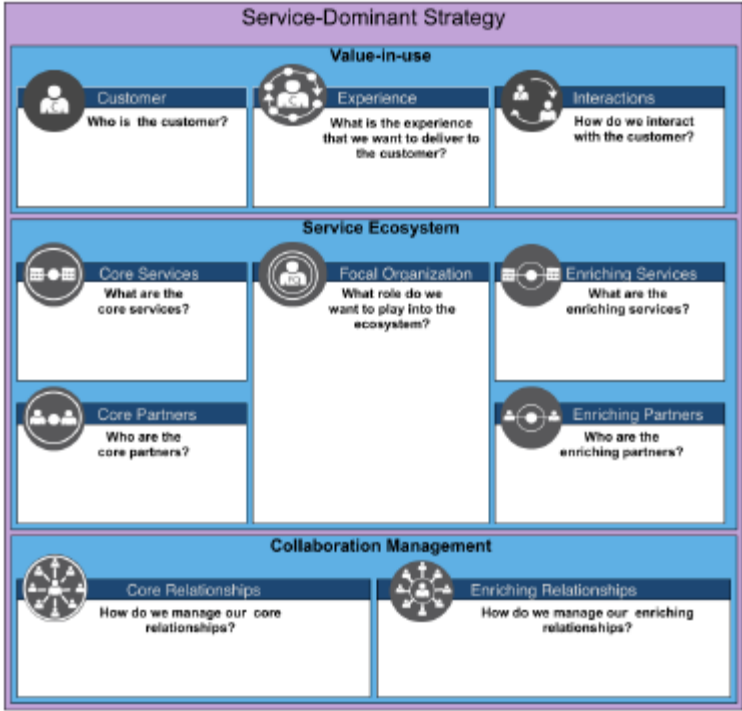 Service-Dominant Strategy
Value-in-use
Customer
Who is the customer?
Experience
What is the experience
that we want to deliver to
the customer?
Interactions
How do we interact
with the customer?
Service Ecosystem
Core Services
What are the
core services?
Focal Organization
What role do we
want to play into the
ecosystem?
Enriching Services
What are the
enriching services?
Core Partners
Who are the
core partners?
Enriching Partners
Who are the
enriching partners?
Collaboration Management
Core Relationships
How do we manage our core
relationships?
Enriching Relationships
How do we manage our enriching
relationships?